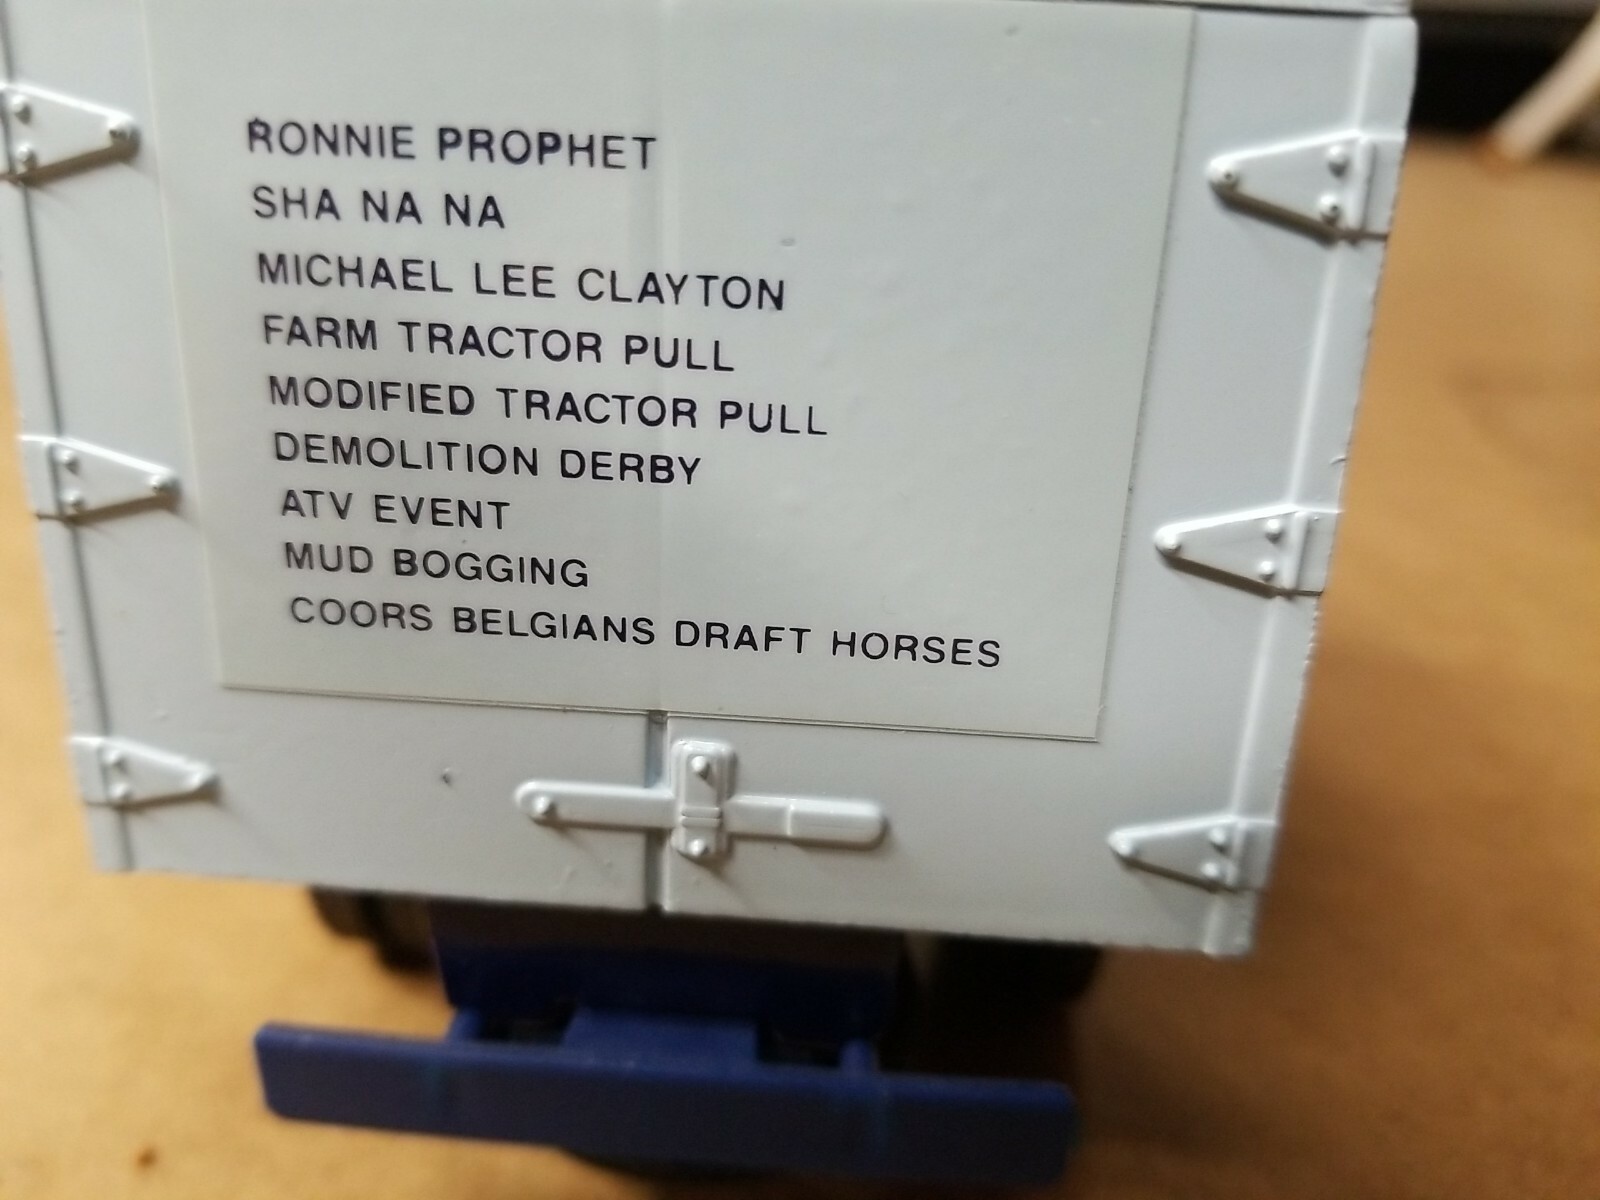 RONNIE PROPHET
SHA NA NA
MICHAEL LEE CLAYTON
FARM TRACTOR PULL
MODIFIED TRACTOR PULL
DEMOLITION DERBY
ATV EVENT
MUD BOGGING
COORS BELGIANS DRAFT HORSES